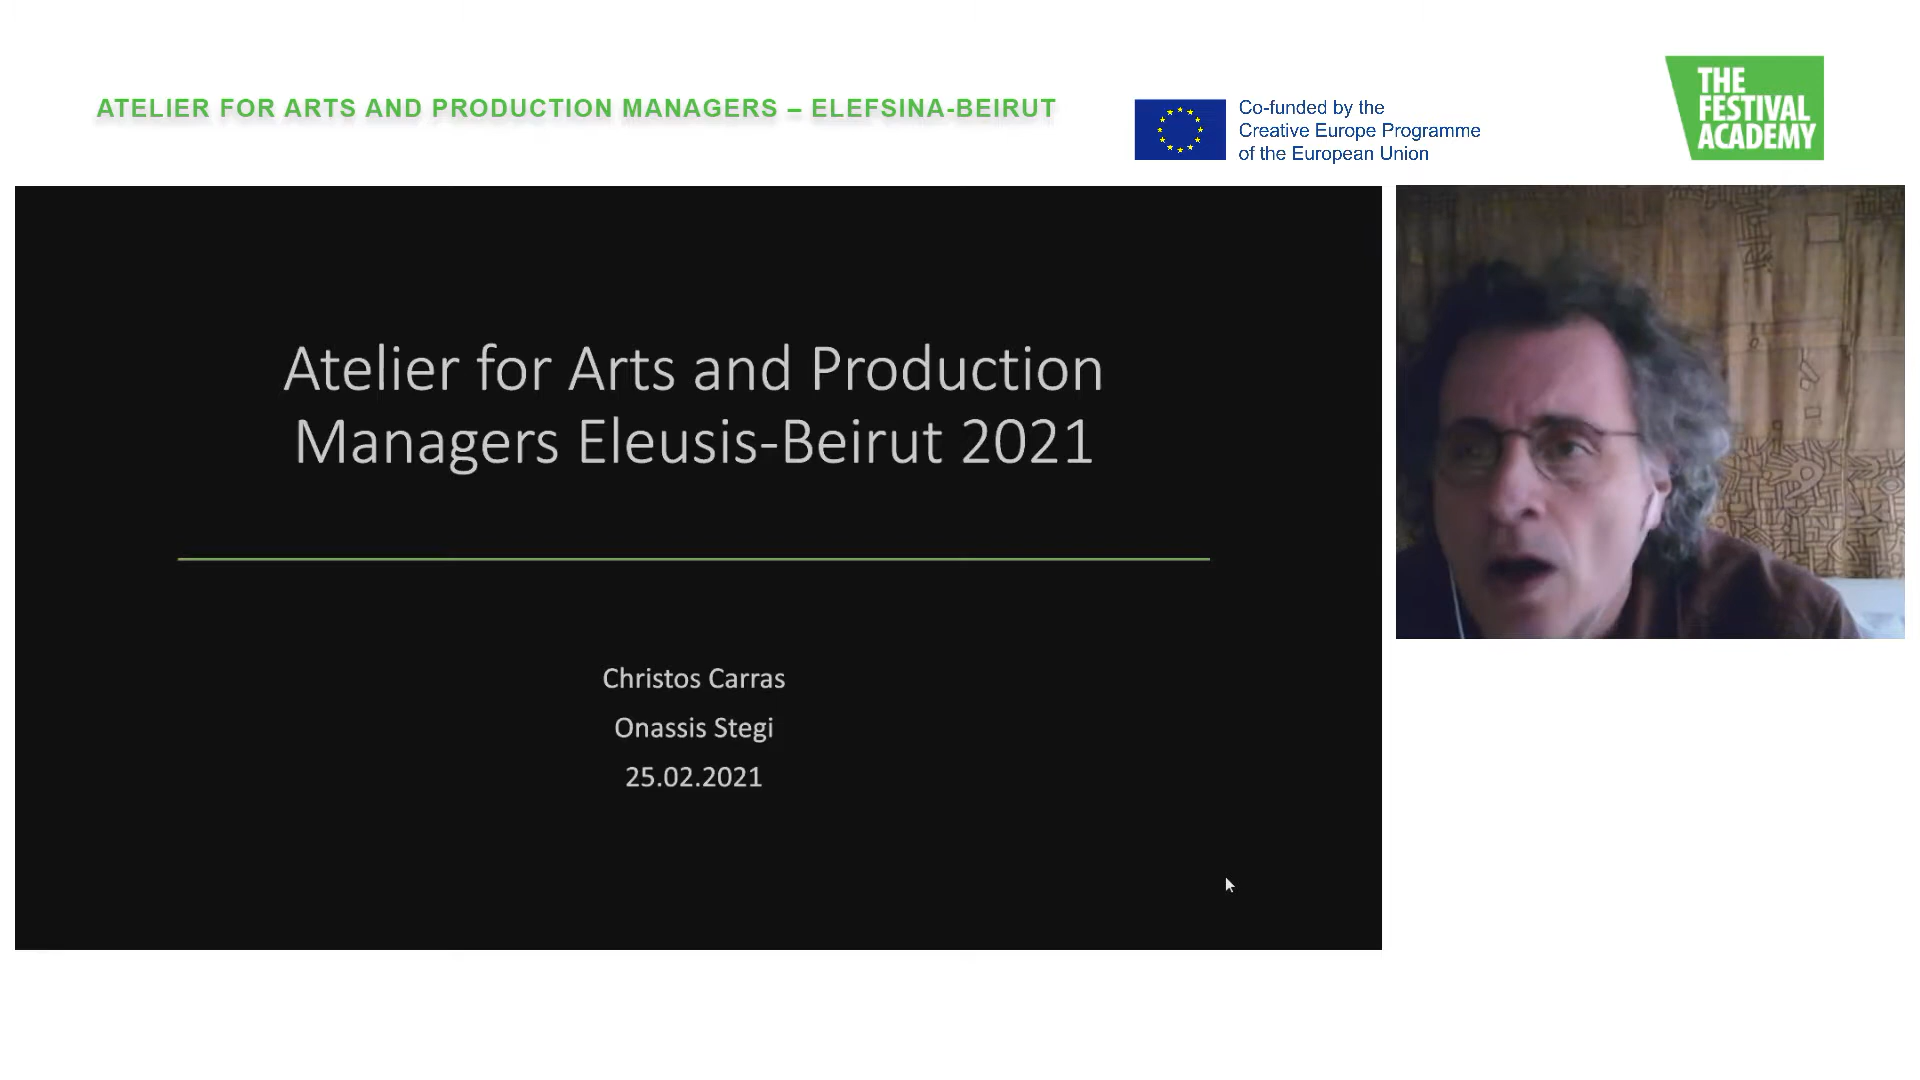 ATELIER FOR ARTS AND PRODUCTION MANAGERS – ELEFSINA-BEIRUT
Co-funded by the
Creative Europe Programme
of the European Union
THE
FESTIVAL
ACADEMY
Atelier for Arts and Production
Managers Eleusis-Beirut 2021
Christos Carras
Onassis Stegi
25.02.2021